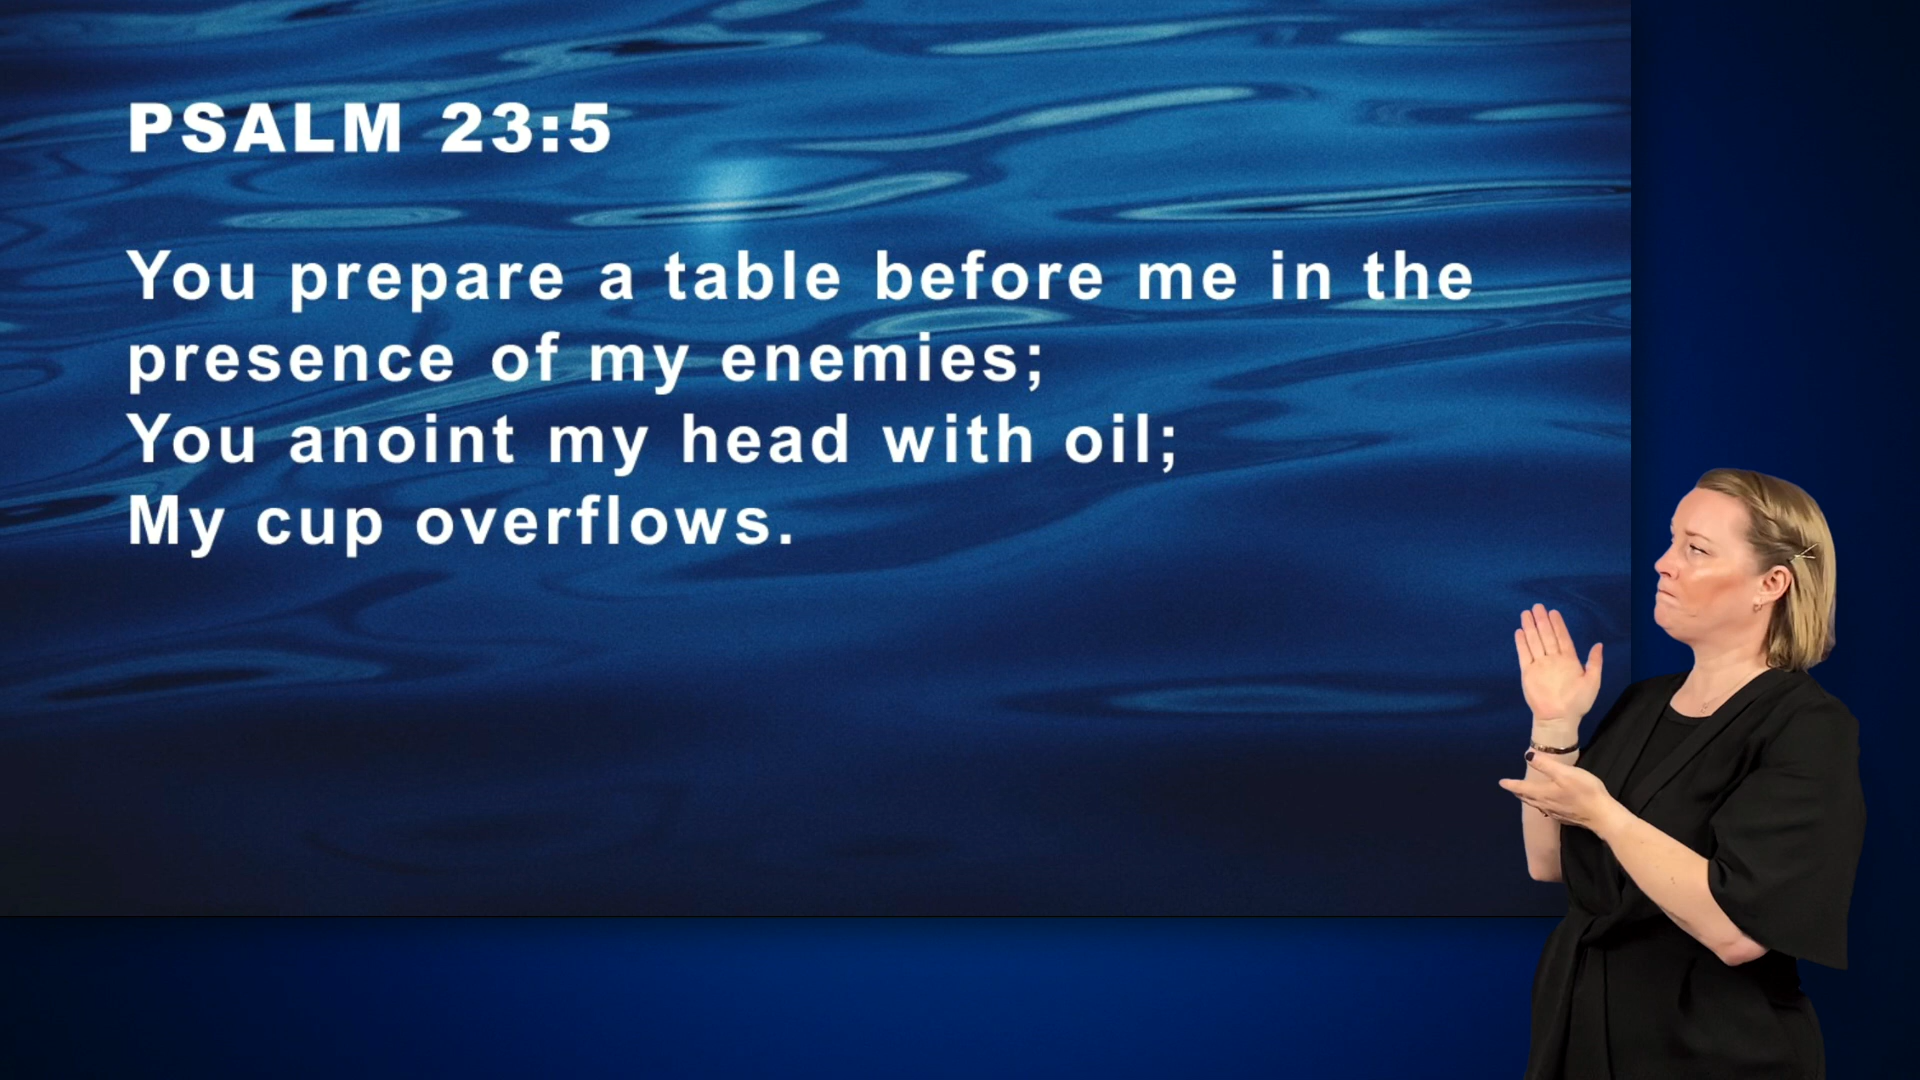 PSALM 23:5
You prepare a table before me in the
presence of my enemies;
You anoint my head with oil;
My cup overflows.